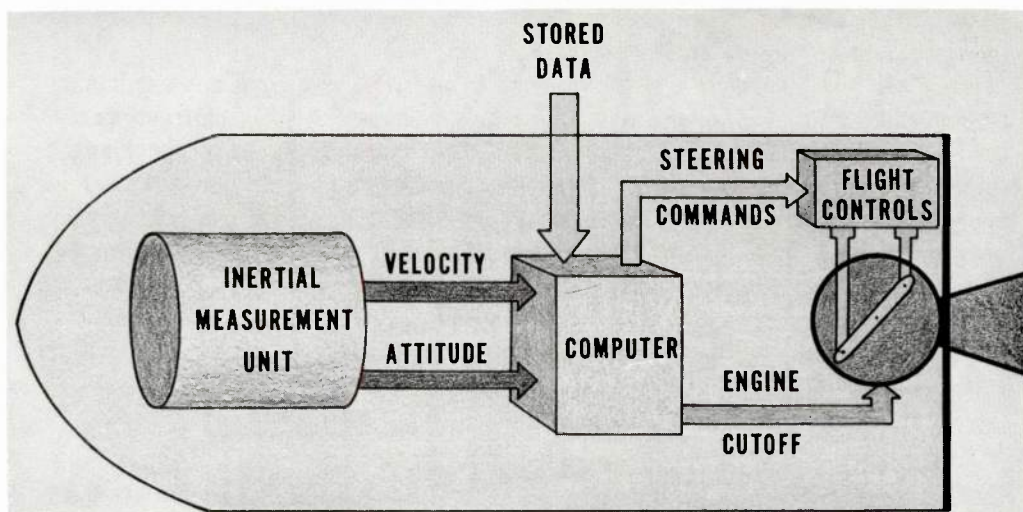 STORED
DATA
STEERING
COMMANDS
FLIGHT
CONTROLS
INERTIAL
MEASUREMENT
UNIT
VELOCITY
ATTITUDE
COMPUTER
ENGINE
CUTOFF